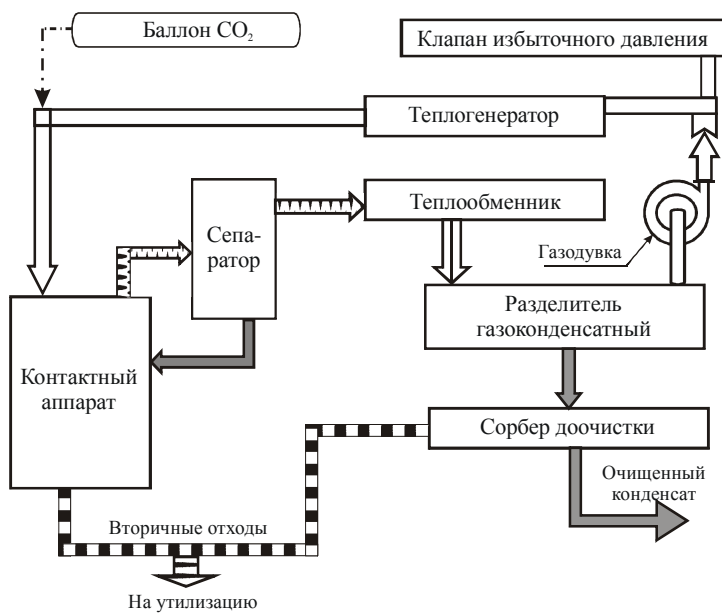 Баллон CO₂
Клапан избыточного давления
Теплогенератор
Теплообменник
Сепа-
ратор
Газодувка
Разделитель
газоконденсатный
Контактный
аппарат
Сорбер доочистки
Очищенный
конденсат
Вторичные отходы
На утилизацию